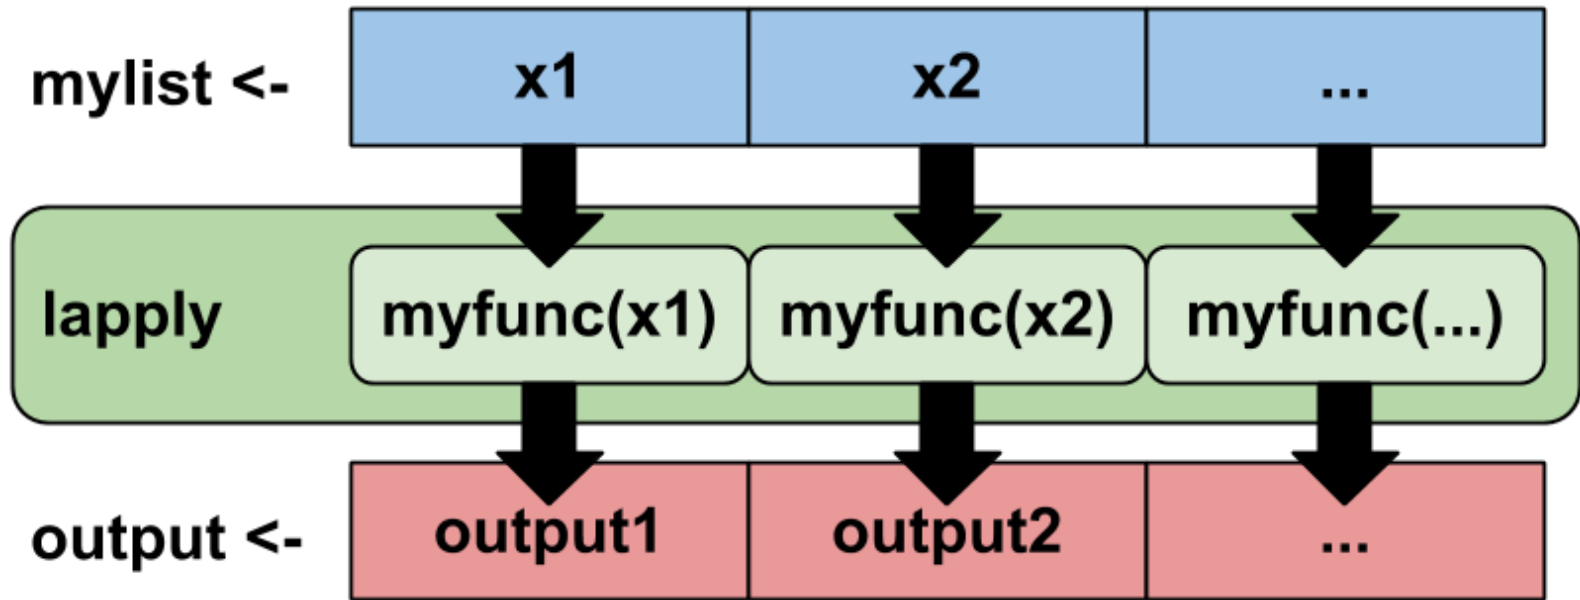 mylist <- x1 x2 ...
lapply myfunc(x1) myfunc(x2) myfunc(...)
output <- output1 output2 ...